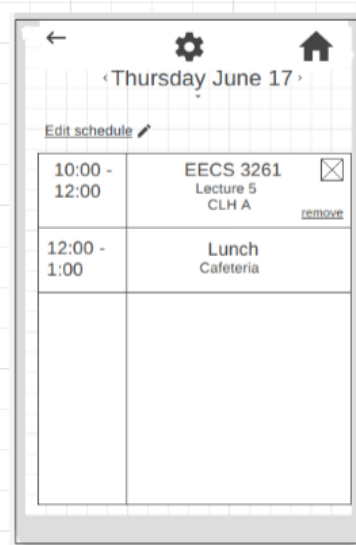 ‹Thursday June 17›
Edit schedule
10:00 -
12:00
EECS 3261
Lecture 5
CLH A
remove
12:00 -
1:00
Lunch
Cafeteria